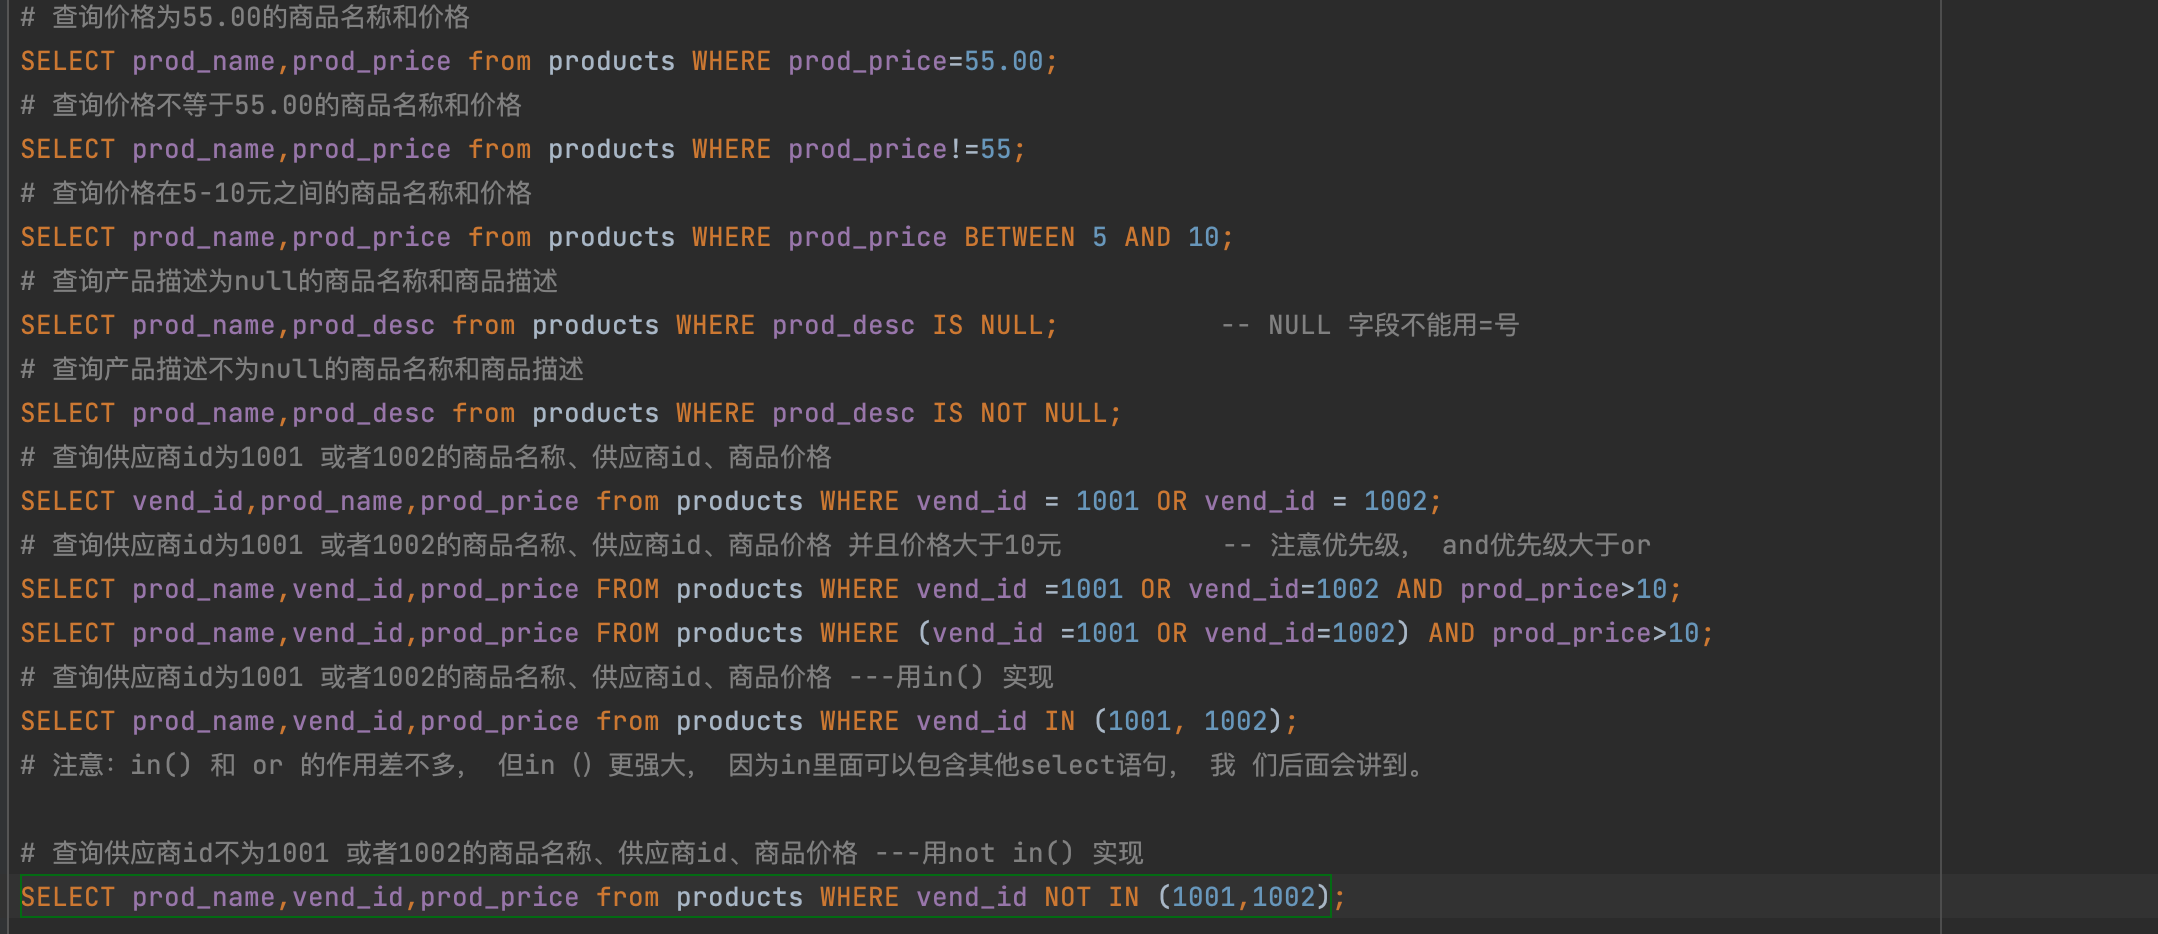 # 查询价格为55.00的商品名称和价格
SELECT prod_name,prod_price from products WHERE prod_price=55.00;
# 查询价格不等于55.00的商品名称和价格
SELECT prod_name,prod_price from products WHERE prod_price!=55;
# 查询价格在5-10元之间的商品名称和价格
SELECT prod_name,prod_price from products WHERE prod_price BETWEEN 5 AND 10;
# 查询产品描述为null的商品名称和商品描述
SELECT prod_name,prod_desc from products WHERE prod_desc IS NULL;          -- NULL 字段不能用=号
# 查询产品描述不为null的商品名称和商品描述
SELECT prod_name,prod_desc from products WHERE prod_desc IS NOT NULL;
# 查询供应商id为1001 或者1002的商品名称、供应商id、商品价格
SELECT vend_id,prod_name,prod_price from products WHERE vend_id = 1001 OR vend_id = 1002;
# 查询供应商id为1001 或者1002的商品名称、供应商id、商品价格 并且价格大于10元          -- 注意优先级， and优先级大于or
SELECT prod_name,vend_id,prod_price FROM products WHERE vend_id =1001 OR vend_id=1002 AND prod_price>10;
SELECT prod_name,vend_id,prod_price FROM products WHERE (vend_id =1001 OR vend_id=1002) AND prod_price>10;
# 查询供应商id为1001 或者1002的商品名称、供应商id、商品价格 ---用in() 实现
SELECT prod_name,vend_id,prod_price from products WHERE vend_id IN (1001, 1002);
# 注意：in() 和 or 的作用差不多， 但in（）更强大， 因为in里面可以包含其他select语句， 我 们后面会讲到。
# 查询供应商id不为1001 或者1002的商品名称、供应商id、商品价格 ---用not in() 实现
SELECT prod_name,vend_id,prod_price from products WHERE vend_id NOT IN (1001,1002);